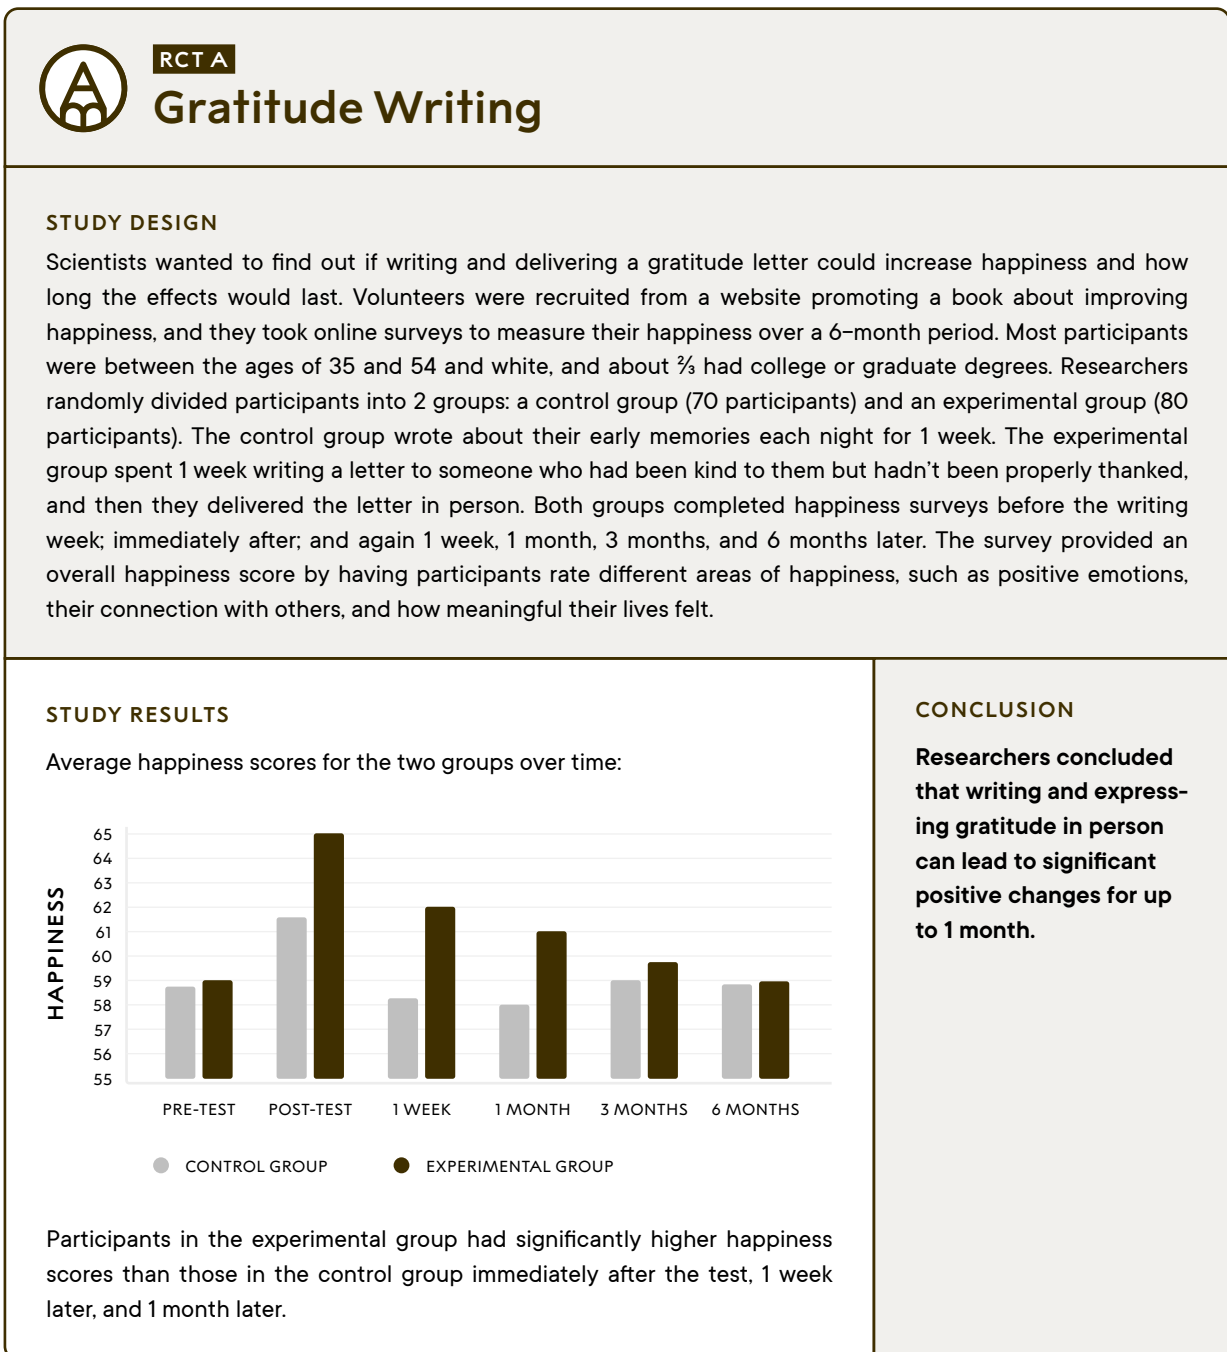 RCT A
Gratitude Writing
STUDY DESIGN
Scientists wanted to find out if writing and delivering a gratitude letter could increase happiness and how
long the effects would last. Volunteers were recruited from a website promoting a book about improving
happiness, and they took online surveys to measure their happiness over a 6–month period. Most participants
were between the ages of 35 and 54 and white, and about ⅔ had college or graduate degrees. Researchers
randomly divided participants into 2 groups: a control group (70 participants) and an experimental group (80
participants). The control group wrote about their early memories each night for 1 week. The experimental
group spent 1 week writing a letter to someone who had been kind to them but hadn’t been properly thanked,
and then they delivered the letter in person. Both groups completed happiness surveys before the writing
week; immediately after; and again 1 week, 1 month, 3 months, and 6 months later. The survey provided an
overall happiness score by having participants rate different areas of happiness, such as positive emotions,
their connection with others, and how meaningful their lives felt.
STUDY RESULTS
Average happiness scores for the two groups over time:
HAPPINESS
65
64
63
62
61
60
59
58
57
56
55
PRE-TEST POST-TEST 1 WEEK 1 MONTH 3 MONTHS 6 MONTHS
CONTROL GROUP EXPERIMENTAL GROUP
Participants in the experimental group had significantly higher happiness
scores than those in the control group immediately after the test, 1 week
later, and 1 month later.
CONCLUSION
Researchers concluded
that writing and express-
ing gratitude in person
can lead to significant
positive changes for up
to 1 month.